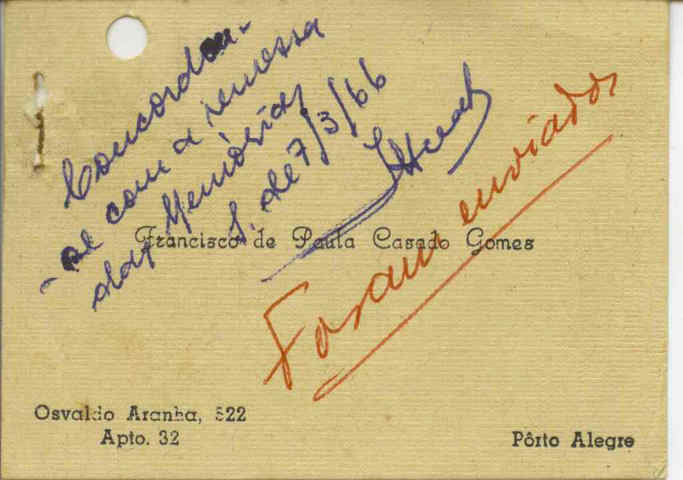 Concordou-
-se com a remessa
das Memórias
S. de 7/3/66
Foram enviados
Francisco de Paula Casado Gomes
Osvaldo Aranha, 522
Apto. 32
Pôrto Alegre